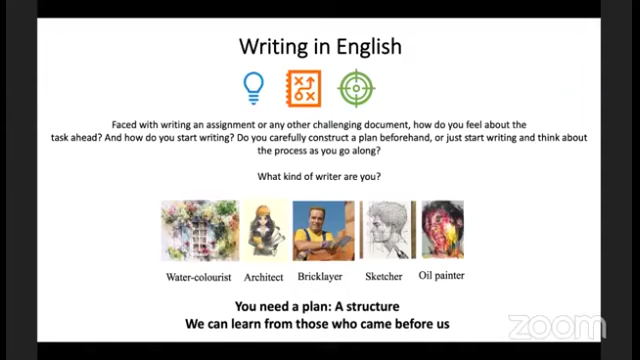 Writing in English
Faced with writing an assignment or any other challenging document, how do you feel about the
task ahead? And how do you start writing? Do you carefully construct a plan beforehand, or just start writing and think about
the process as you go along?
What kind of writer are you?
Water-colourist Architect Bricklayer Sketcher Oil painter
You need a plan: A structure
We can learn from those who came before us
zoom